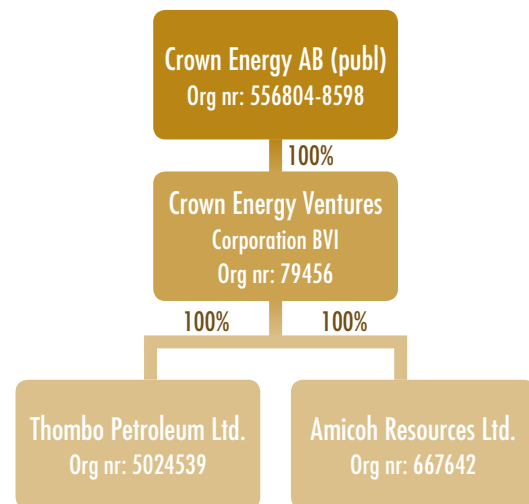 Crown Energy AB (publ)
Org nr: 556804-8598
100%
Crown Energy Ventures
Corporation BVI
Org nr: 79456
100%
100%
Thombo Petroleum Ltd.
Org nr: 5024539
Amicoh Resources Ltd.
Org nr: 667642